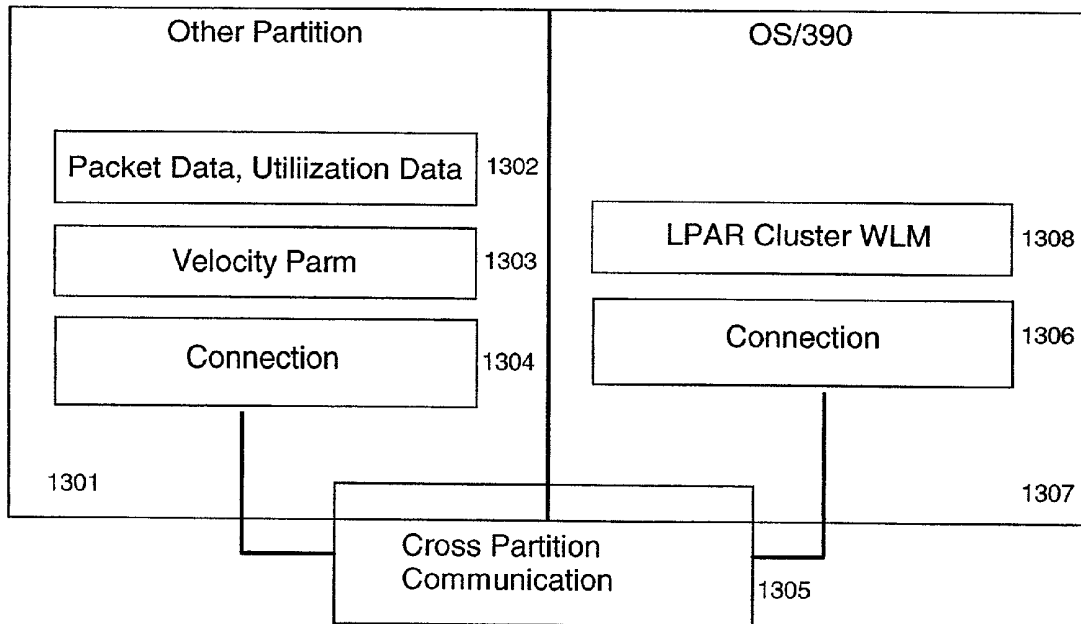 Other Partition
OS/390
Packet Data, Utiliization Data
1302
Velocity Parm
1303
Connection
1304
1301
LPAR Cluster WLM
1308
Connection
1306
1307
Cross Partition
Communication
1305